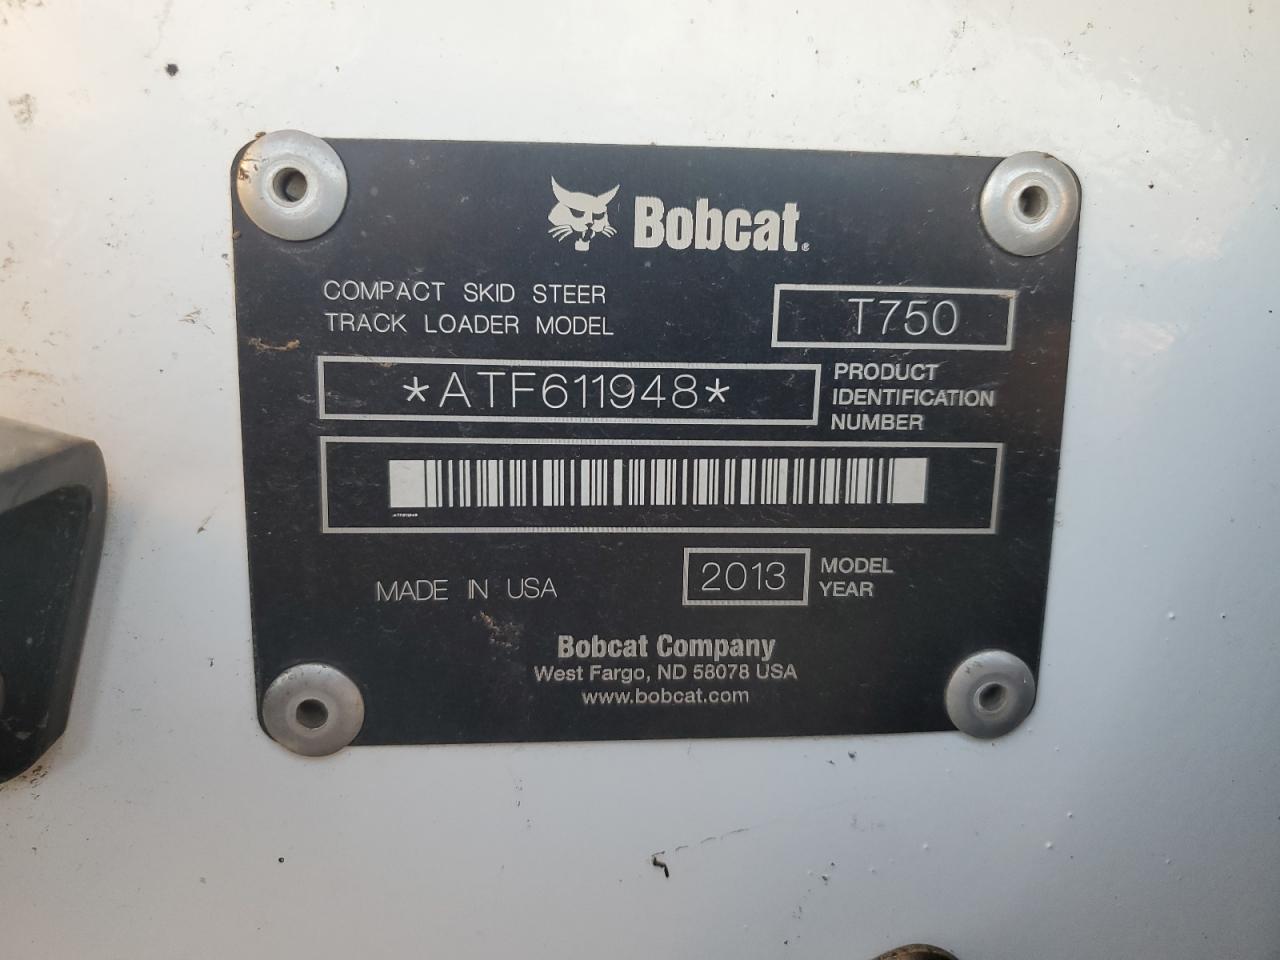 Bobcat
COMPACT SKID STEER
TRACK LOADER MODEL
T750
*ATF611948*
PRODUCT
IDENTIFICATION
NUMBER
MADE IN USA
2013
MODEL
YEAR
Bobcat Company
West Fargo, ND 58078 USA
www.bobcat.com